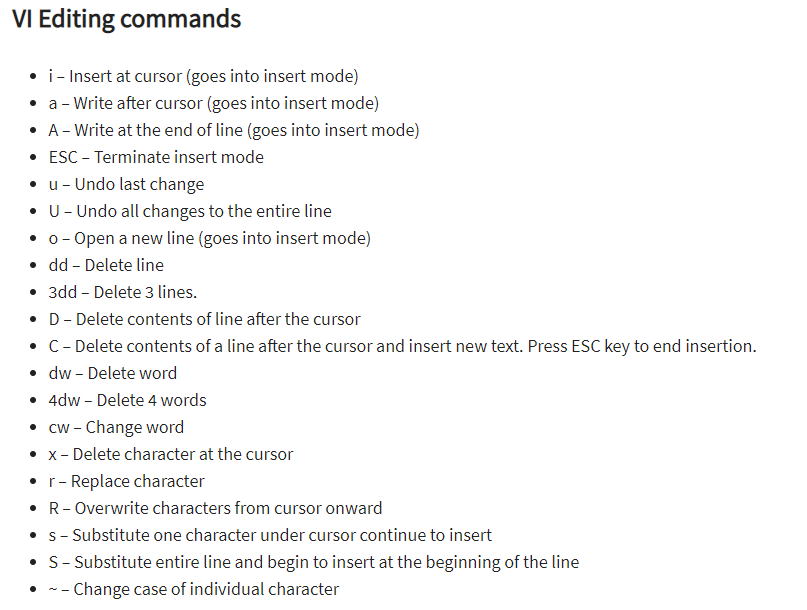 VI Editing commands
• i – Insert at cursor (goes into insert mode)
• a – Write after cursor (goes into insert mode)
• A – Write at the end of line (goes into insert mode)
• ESC – Terminate insert mode
• u – Undo last change
• U – Undo all changes to the entire line
• o – Open a new line (goes into insert mode)
• dd – Delete line
• 3dd – Delete 3 lines.
• D – Delete contents of line after the cursor
• C – Delete contents of a line after the cursor and insert new text. Press ESC key to end insertion.
• dw – Delete word
• 4dw – Delete 4 words
• cw – Change word
• x – Delete character at the cursor
• r – Replace character
• R – Overwrite characters from cursor onward
• s – Substitute one character under cursor continue to insert
• S – Substitute entire line and begin to insert at the beginning of the line
• ~ – Change case of individual character